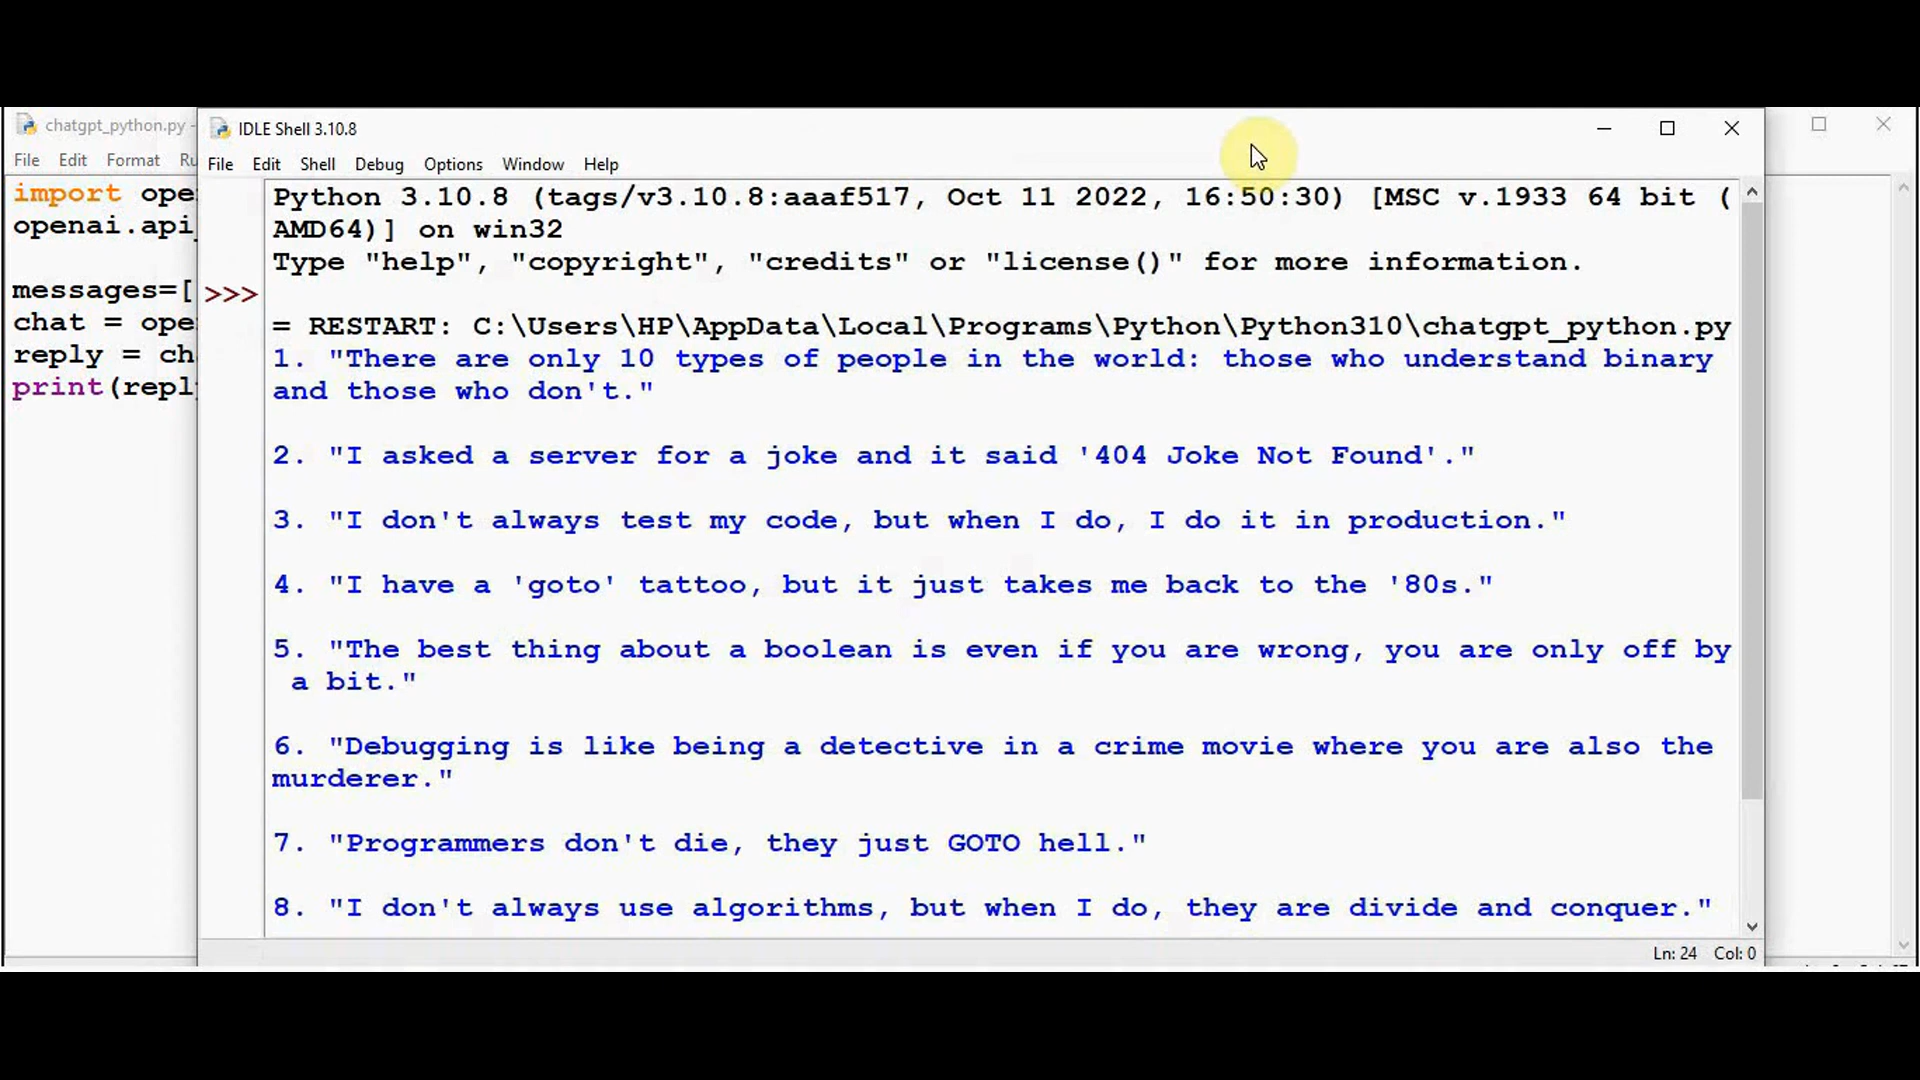 chatgpt_python.py -
File Edit Format Ru
import ope
openai.api_
messages=[
chat = ope
reply = ch
print(repl
IDLE Shell 3.10.8
File Edit Shell Debug Options Window Help
Python 3.10.8 (tags/v3.10.8:aaaf517, Oct 11 2022, 16:50:30) [MSC v.1933 64 bit (
AMD64)] on win32
Type "help", "copyright", "credits" or "license()" for more information.
>>>
= RESTART: C:\Users\HP\AppData\Local\Programs\Python\Python310\chatgpt_python.py
1. "There are only 10 types of people in the world: those who understand binary
and those who don't."
2. "I asked a server for a joke and it said '404 Joke Not Found'."
3. "I don't always test my code, but when I do, I do it in production."
4. "I have a 'goto' tattoo, but it just takes me back to the '80s."
5. "The best thing about a boolean is even if you are wrong, you are only off by
a bit."
6. "Debugging is like being a detective in a crime movie where you are also the
murderer."
7. "Programmers don't die, they just GOTO hell."
8. "I don't always use algorithms, but when I do, they are divide and conquer."
Ln: 24 Col: 0